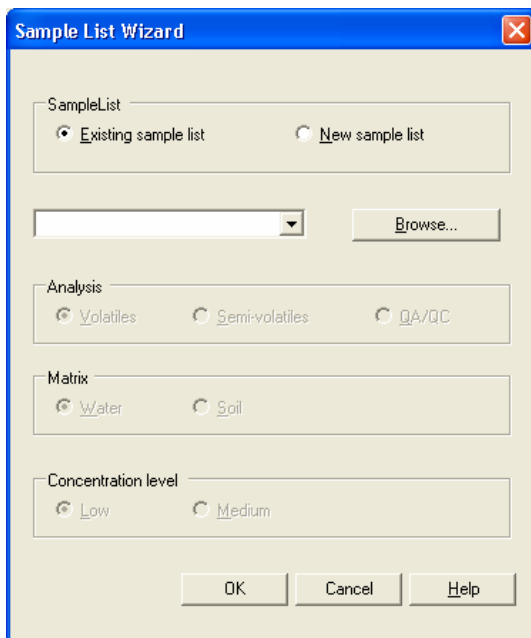 Sample List Wizard
SampleList
Existing sample list New sample list
Browse...
Analysis
Volatiles Semi-volatiles QA/QC
Matrix
Water Soil
Concentration level
Low Medium
OK Cancel Help